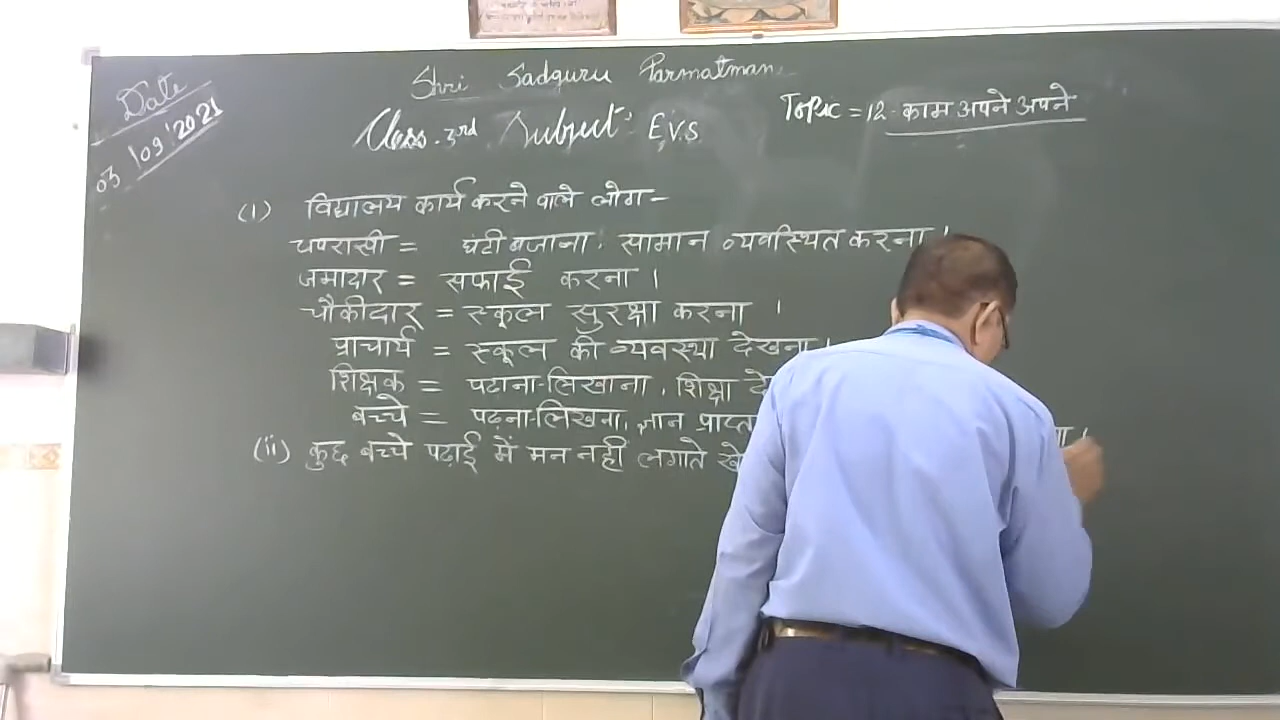 Shri Sadguru Parmatman
Date
03/09/2021
Class. 3rd Subject: E.V.S
Topic = 12. काम अपने अपने
(i) विद्यालय कार्य करने वाले लोग-
चपरासी = घंटी बजाना, सामान व्यवस्थित करना।
जमादार = सफाई करना।
चौकीदार = स्कूल सुरक्षा करना।
प्राचार्य = स्कूल की व्यवस्था देखना।
शिक्षक = पढ़ाना-लिखाना, शिक्षा
बच्चे = पढ़ना-लिखना, ज्ञान प्राप्त
(ii) कुछ बच्चे पढ़ाई में मन नही लगाते